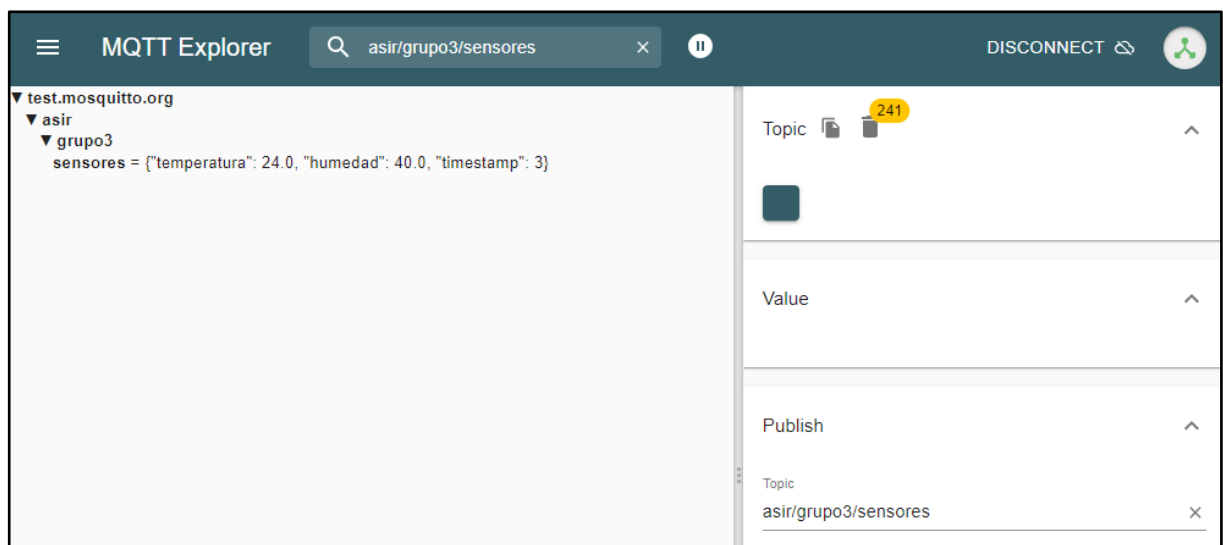 MQTT Explorer
asir/grupo3/sensores
DISCONNECT
▼ test.mosquitto.org
▼ asir
▼ grupo3
sensores = {"temperatura": 24.0, "humedad": 40.0, "timestamp": 3}
Topic
241
Value
Publish
Topic
asir/grupo3/sensores